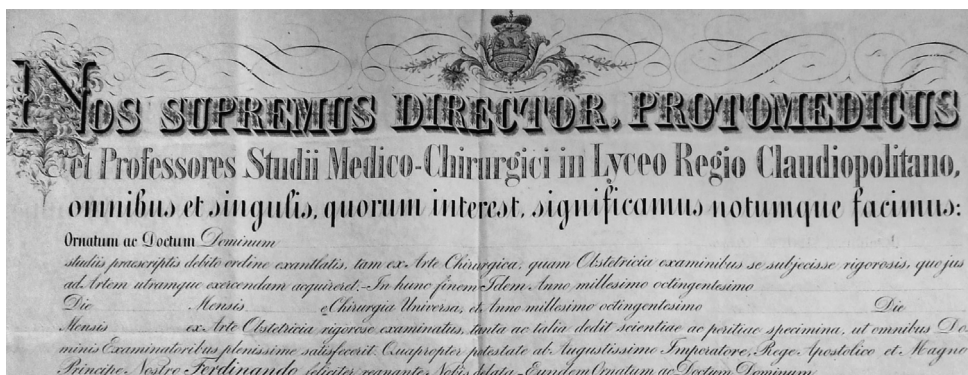 NOS SUPREMUS DIRECTOR, PROTOMEDICUS
et Professores Studii Medico-Chirurgici in Lyceo Regio Claudiopolitano,
omnibus et singulis, quorum interest, significamus notumque facimus:
Ornatum ac Doctum Dominum
studiis praescriptis debito ordine exantlatis, tam ex Arte Chirurgica, quam Obstetricia examinibus se subjecisse rigorosis, quo jus
ad Artem utramque exercendam acquireret.- In hunc finem Idem Anno millesimo octingentesimo
Die Mensis e Chirurgia Universa, et Anno millesimo octingentesimo Die
Mensis ex Arte Obstetricia rigorose examinatus, tanta ac talia dedit scientiae ac peritiae specimina, ut omnibus Do=
minis Examinatoribus plenissime satisfecerit. Quapropter potestate ab Augustissimo Imperatore, Rege Apostolico et Magno
Principe Nostro Ferdinando feliciter regnante Nobis delata Eundem Ornatum ac Doctum Dominum